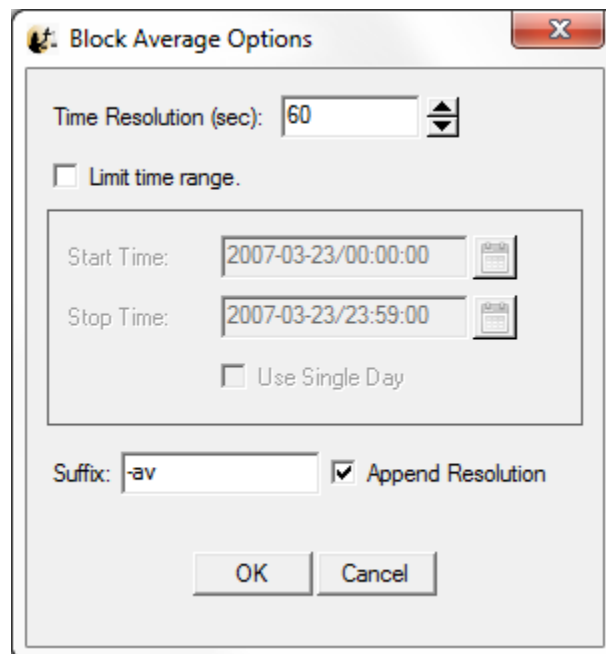 Block Average Options
Time Resolution (sec): 60
Limit time range.
Start Time: 2007-03-23/00:00:00
Stop Time: 2007-03-23/23:59:00
Use Single Day
Suffix: -av Append Resolution
OK Cancel